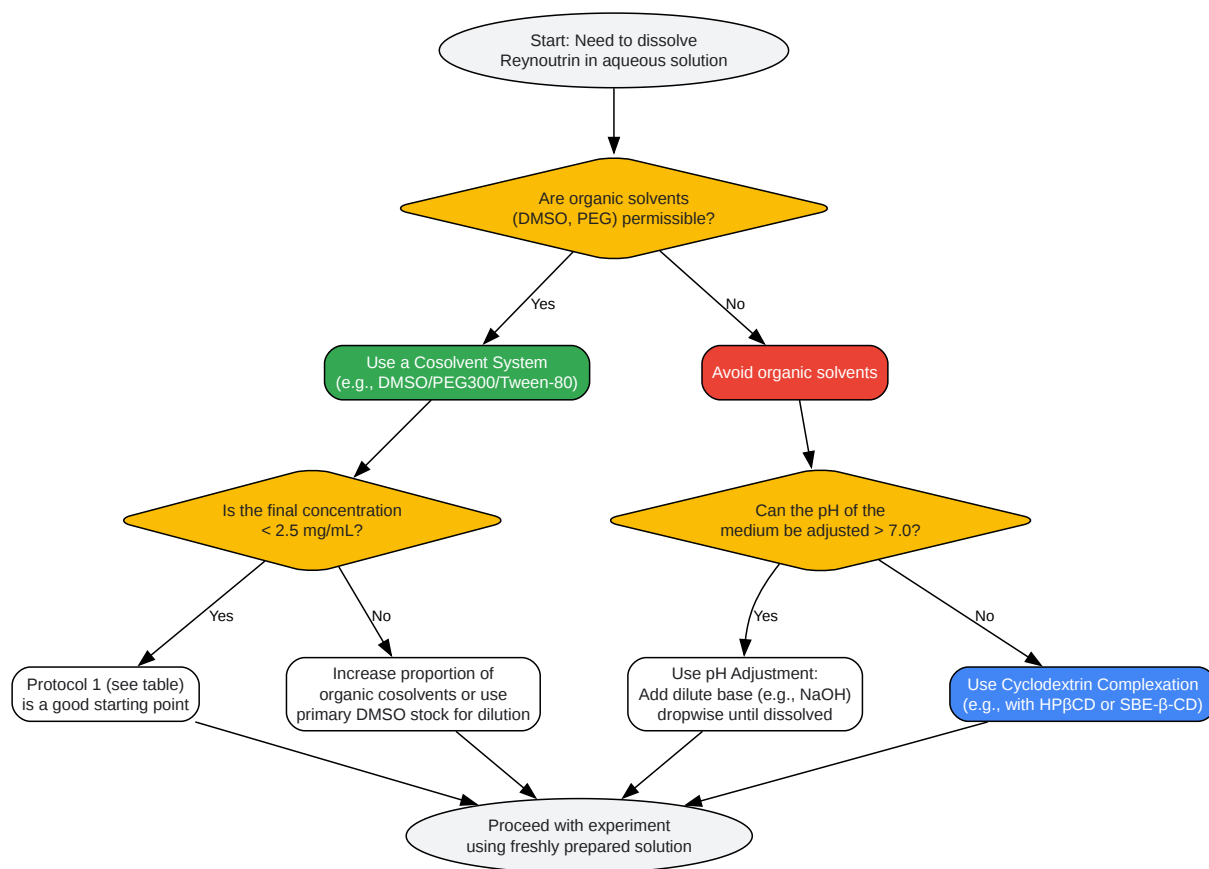 Start: Need to dissolve
Reynoutrin in aqueous solution
Are organic solvents
(DMSO, PEG) permissible?
Yes
No
Use a Cosolvent System
(e.g., DMSO/PEG300/Tween-80)
Avoid organic solvents
Is the final concentration
< 2.5 mg/mL?
Can the pH of the
medium be adjusted > 7.0?
Yes
No
Yes
No
Protocol 1 (see table)
is a good starting point
Increase proportion of
organic cosolvents or use
primary DMSO stock for dilution
Use pH Adjustment:
Add dilute base (e.g., NaOH)
dropwise until dissolved
Use Cyclodextrin Complexation
(e.g., with HPβCD or SBE-β-CD)
Proceed with experiment
using freshly prepared solution